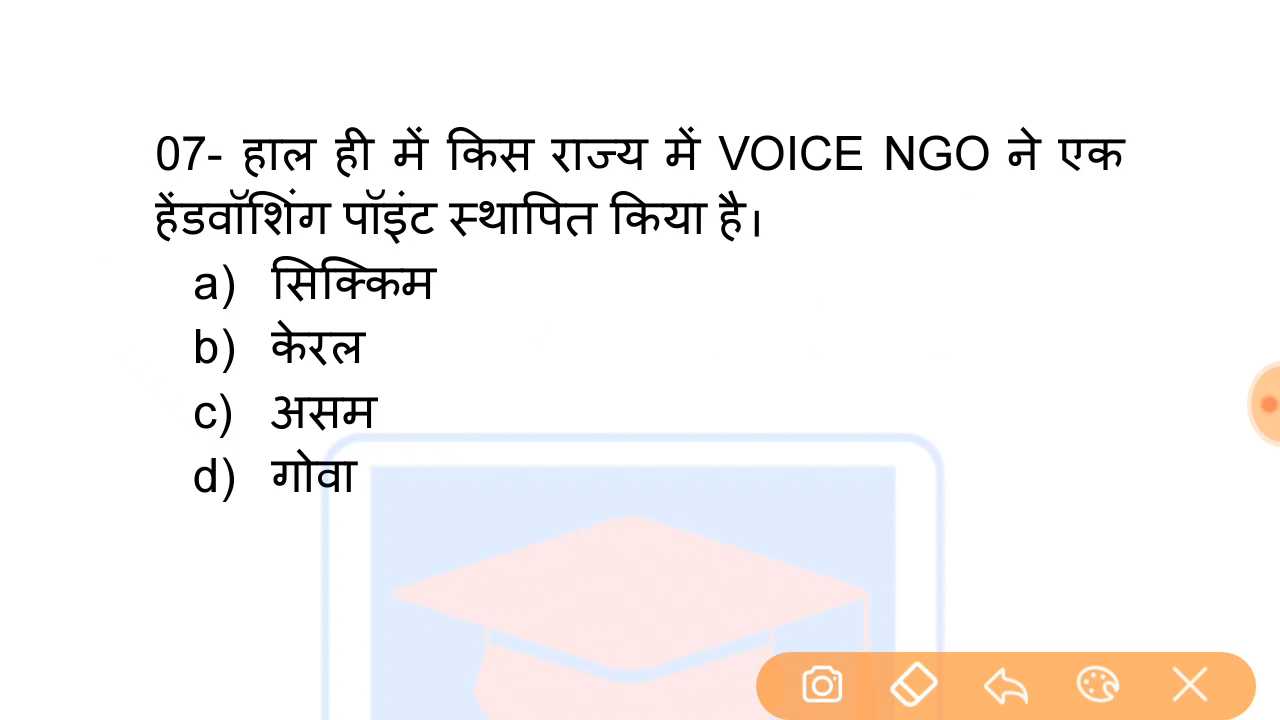 07- हाल ही में किस राज्य में VOICE NGO ने एक
हेंडवॉशिंग पॉइंट स्थापित किया है।
a) सिक्किम
b) केरल
c) असम
d) गोवा